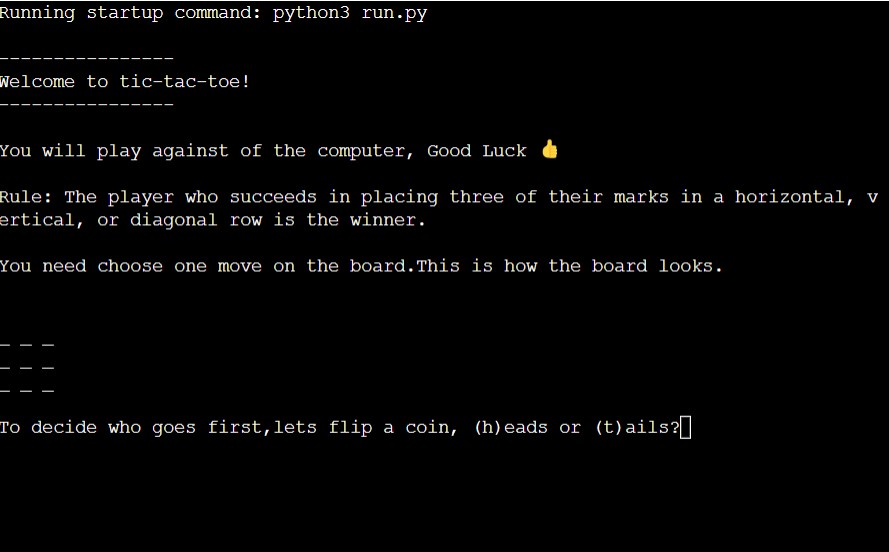 Running startup command: python3 run.py
----------------
Welcome to tic-tac-toe!
----------------
You will play against of the computer, Good Luck 👍
Rule: The player who succeeds in placing three of their marks in a horizontal, v
ertical, or diagonal row is the winner.
You need choose one move on the board.This is how the board looks.
_ _ _
_ _ _
_ _ _
To decide who goes first,lets flip a coin, (h)eads or (t)ails?